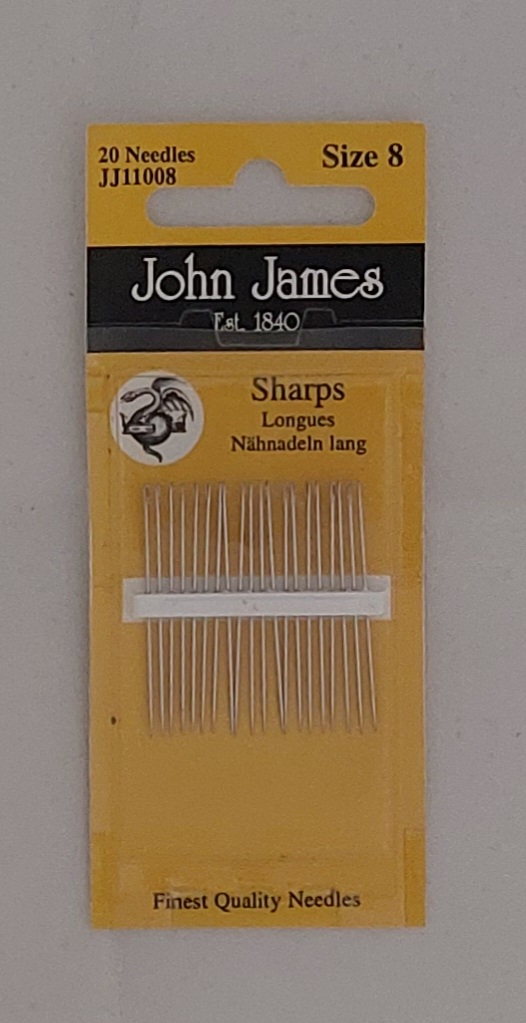 20 Needles
JJ11008
Size 8
John James
Est. 1840
Sharps
Longues
Nähnadeln lang
Finest Quality Needles